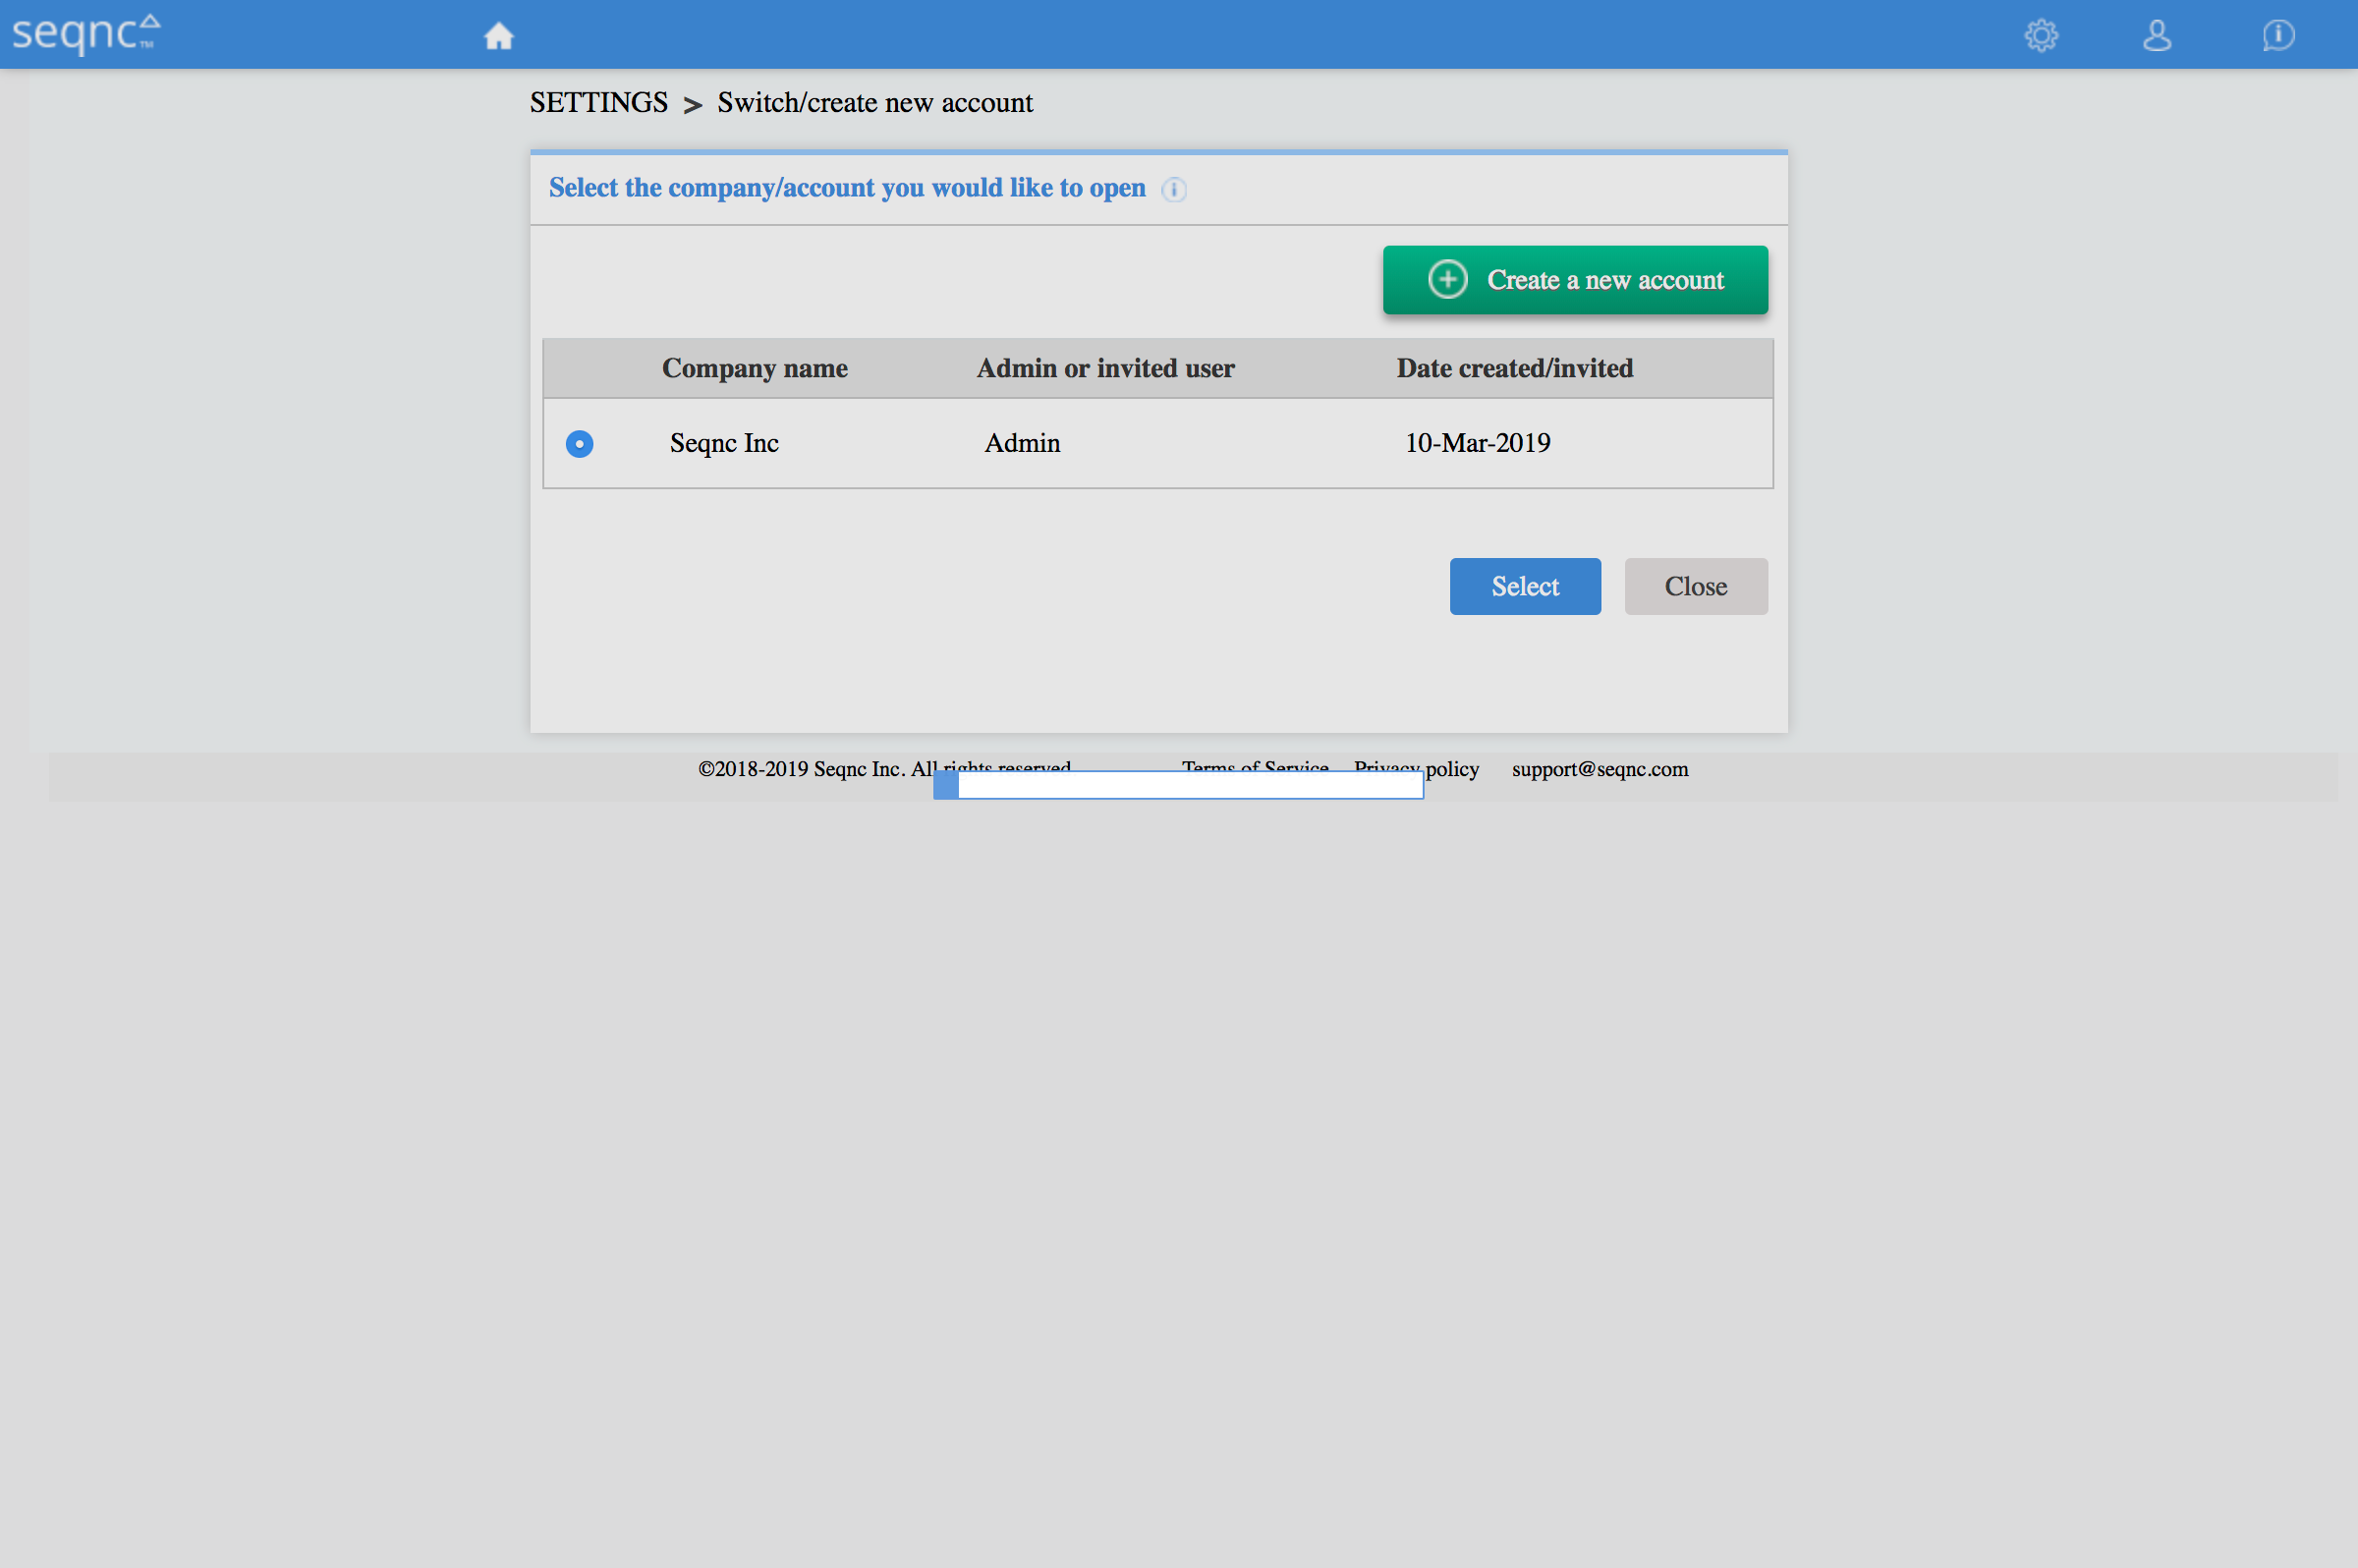 seqnc TM
SETTINGS > Switch/create new account
Select the company/account you would like to open
Create a new account
Company name Admin or invited user Date created/invited
Seqnc Inc Admin 10-Mar-2019
Select Close
©2018-2019 Seqnc Inc. All rights reserved Terms of Service Privacy policy support@seqnc.com